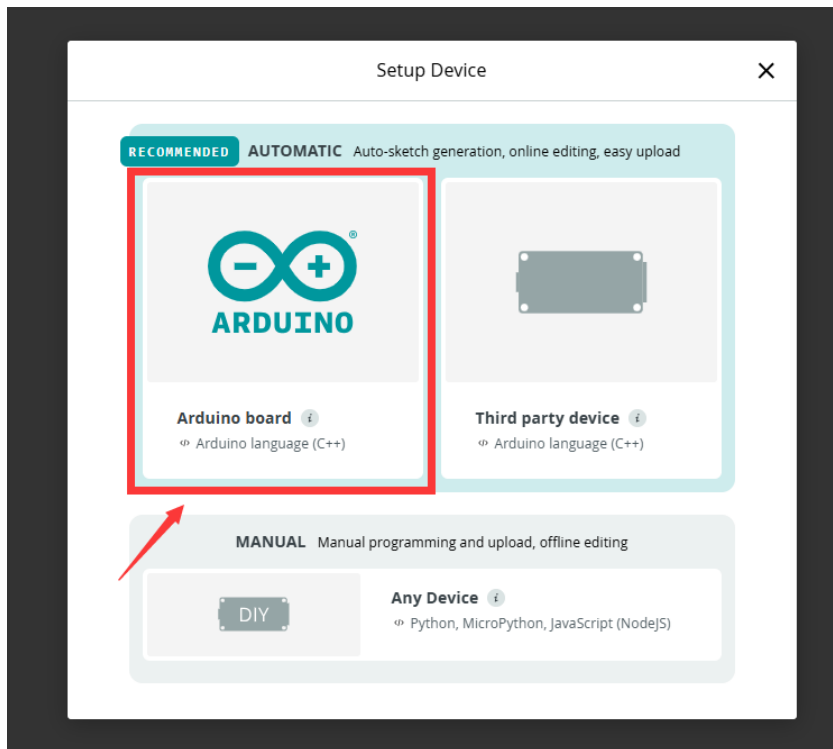 Setup Device
RECOMMENDED AUTOMATIC Auto-sketch generation, online editing, easy upload
ARDUINO
Arduino board i
</> Arduino language (C++)
Third party device i
</> Arduino language (C++)
MANUAL Manual programming and upload, offline editing
DIY
Any Device i
</> Python, MicroPython, JavaScript (NodeJS)